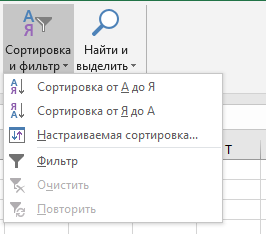 Сортировка
и фильтр
Найти и
выделить
Сортировка от А до Я
Сортировка от Я до А
Настраиваемая сортировка...
Фильтр
Очистить
Повторить
T